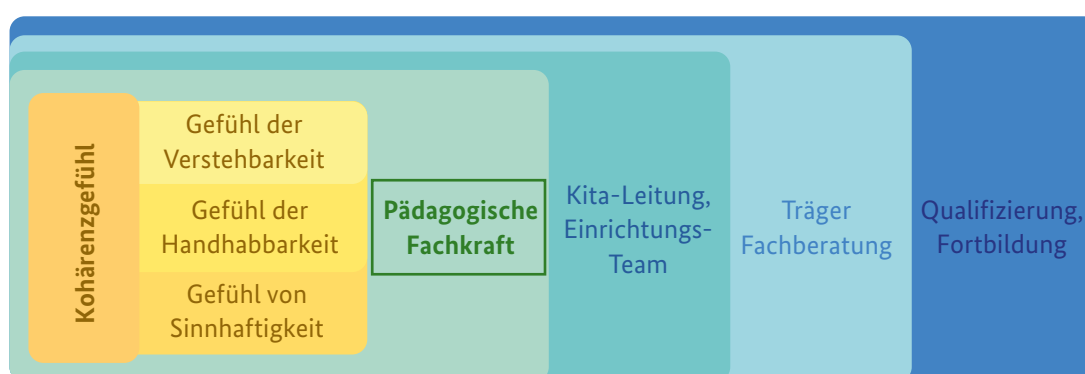 Kohärenzgefühl
Gefühl der
Verstehbarkeit
Gefühl der
Handhabbarkeit
Gefühl von
Sinnhaftigkeit
Pädagogische
Fachkraft
Kita-Leitung,
Einrichtungs-
Team
Träger
Fachberatung
Qualifizierung,
Fortbildung